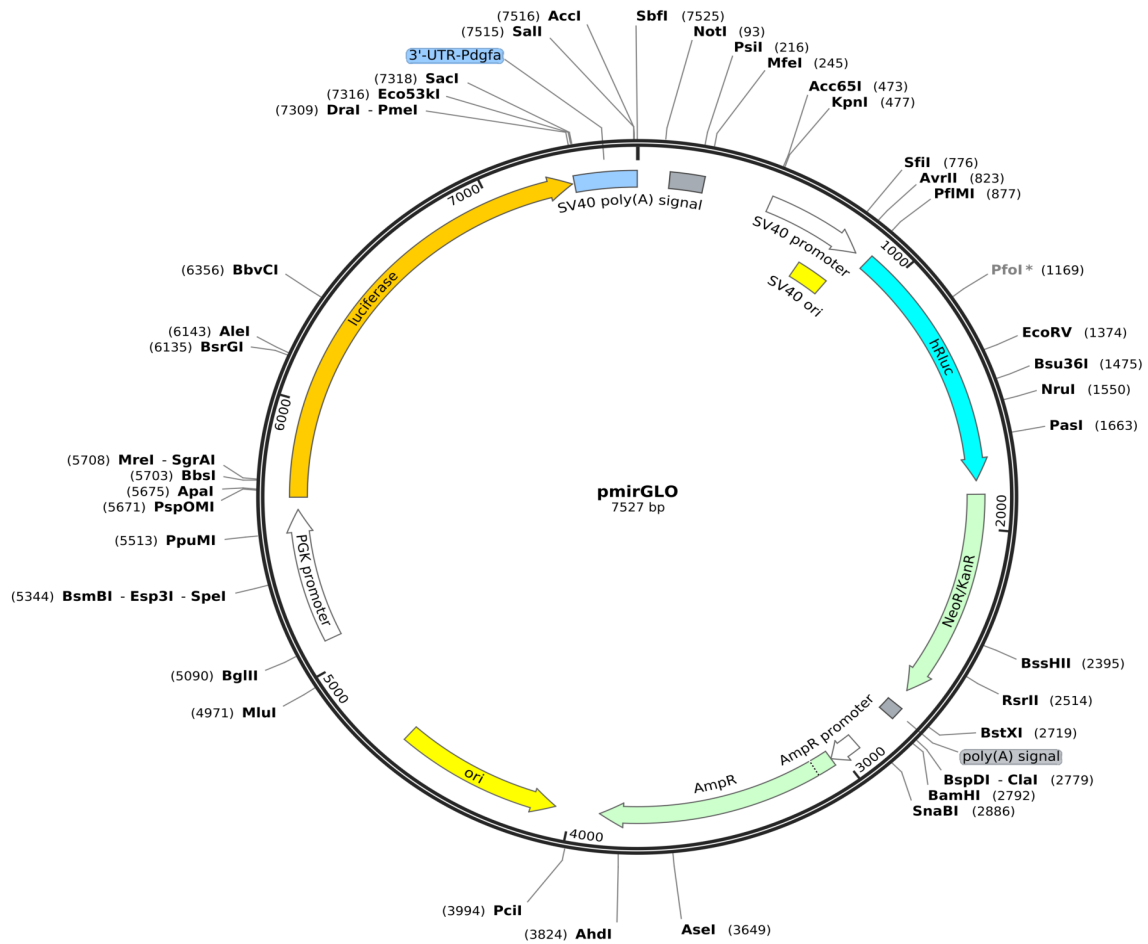 (7516) AccI
(7515) SalI
3'-UTR-Pdgfa
(7318) SacI
(7316) Eco53kI
(7309) DraI - PmeI
SbfI (7525)
NotI (93)
PsiI (216)
MfeI (245)
Acc65I (473)
KpnI (477)
SfiI (776)
AvrII (823)
PflMI (877)
PfoI * (1169)
EcoRV (1374)
Bsu36I (1475)
NruI (1550)
PasI (1663)
BssHII (2395)
RsrII (2514)
BstXI (2719)
poly(A) signal
BspDI - ClaI (2779)
BamHI (2792)
SnaBI (2886)
AseI (3649)
(3824) AhdI
(3994) PciI
(4971) MluI
(5090) BglII
(5344) BsmBI - Esp3I - SpeI
(5513) PpuMI
(5671) PspOMI
(5675) ApaI
(5703) BbsI
(5708) MreI - SgrAI
(6135) BsrGI
(6143) AleI
(6356) BbvCI
SV40 poly(A) signal
SV40 promoter
SV40 ori
hRluc
NeoR/KanR
AmpR promoter
AmpR
ori
PGK promoter
luciferase
1000
2000
3000
4000
5000
6000
7000
pmirGLO
7527 bp